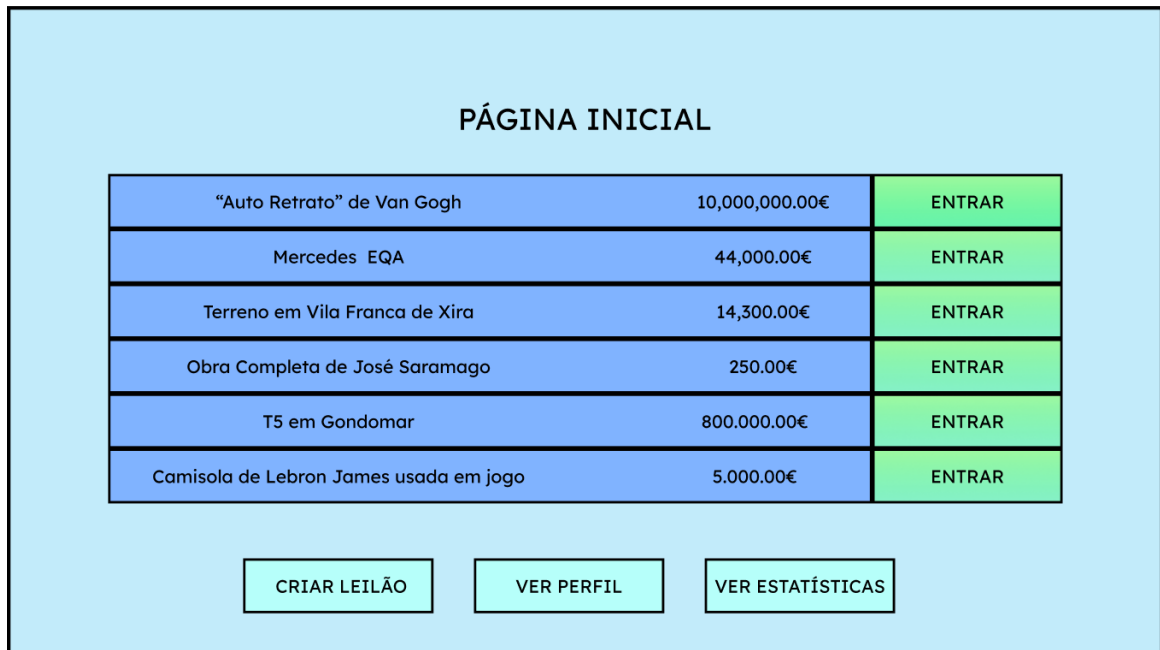 PÁGINA INICIAL
“Auto Retrato” de Van Gogh 10,000,000.00€ ENTRAR
Mercedes EQA 44,000.00€ ENTRAR
Terreno em Vila Franca de Xira 14,300.00€ ENTRAR
Obra Completa de José Saramago 250.00€ ENTRAR
T5 em Gondomar 800.000.00€ ENTRAR
Camisola de Lebron James usada em jogo 5.000.00€ ENTRAR
CRIAR LEILÃO VER PERFIL VER ESTATÍSTICAS